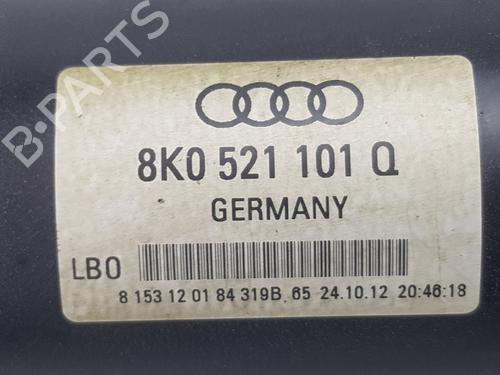 B-PARTS
8K0 521 101 Q
GERMANY
LBO
8 153 12 01 84 319B. 65 24.10.12 20:46:18